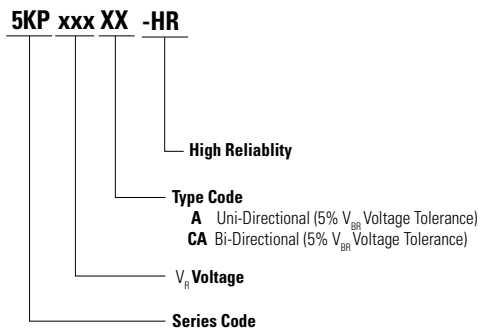 5KP xxx XX -HR
High Reliablity
Type Code
A Uni-Directional (5% VBR Voltage Tolerance)
CA Bi-Directional (5% VBR Voltage Tolerance)
VR Voltage
Series Code